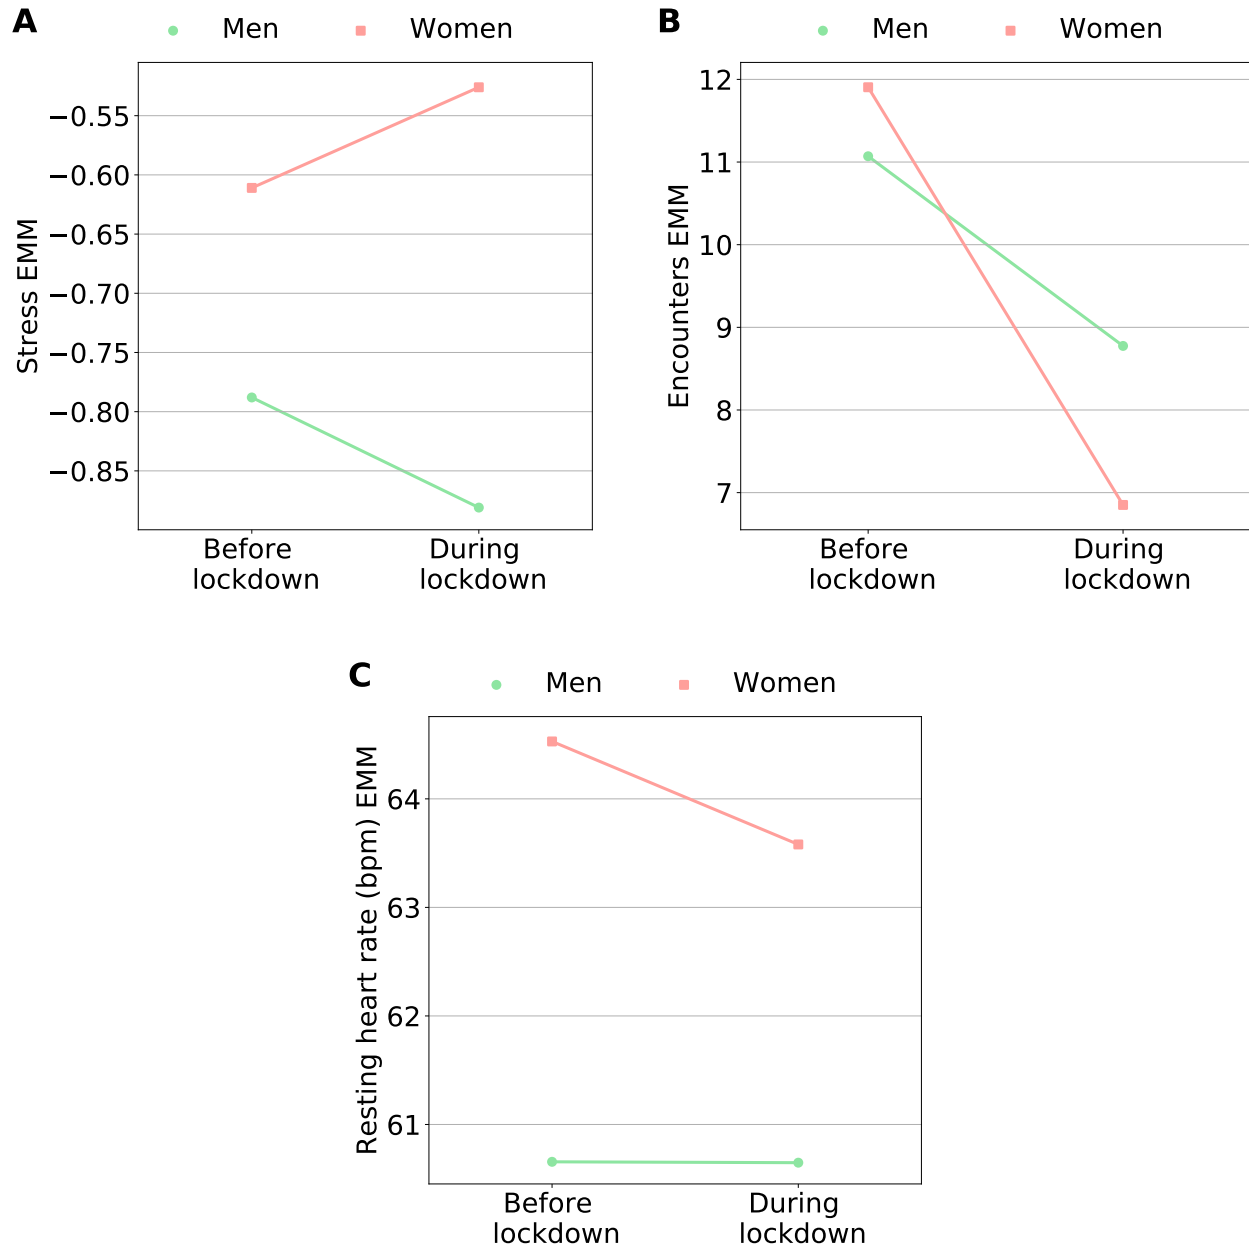 A
Men Women
−0.55
−0.60
−0.65
−0.70
−0.75
−0.80
−0.85
Stress EMM
Before lockdown
During lockdown
B
Men Women
12
11
10
9
8
7
Encounters EMM
Before lockdown
During lockdown
C
Men Women
64
63
62
61
Resting heart rate (bpm) EMM
Before lockdown
During lockdown